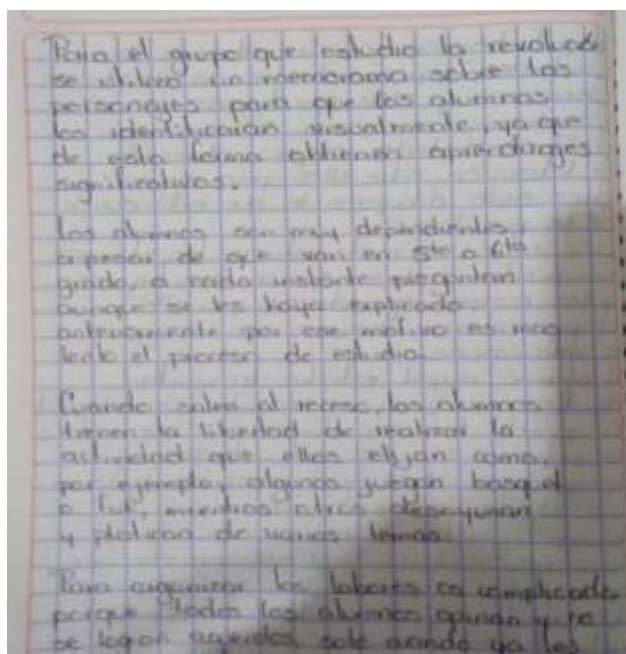 Para el grupo que estudio la
se utilizo un memorama sobre los
personajes para que los alumnos
los identificaran visualmente, ya que
de esta forma obtienen aprendizajes
significativos.
Los alumnos son muy dependientes
a pesar de que van en 5to o 6to
grado, a cada instante preguntan
aunque se les haya explicado
anteriormente por ese motivo es mas
lento el proceso de estudio.
Cuando salen al receso, los alumnos
tienen la libertad de realizar la
actividad que ellos elijan como,
por ejemplo, algunos juegan basquet
o fut, mientras otros desayunan
y platican de varios temas
Para organizar las labores es complicado
porque todos los alumnos opinan y no
se logran acuerdos solo cuando ya les